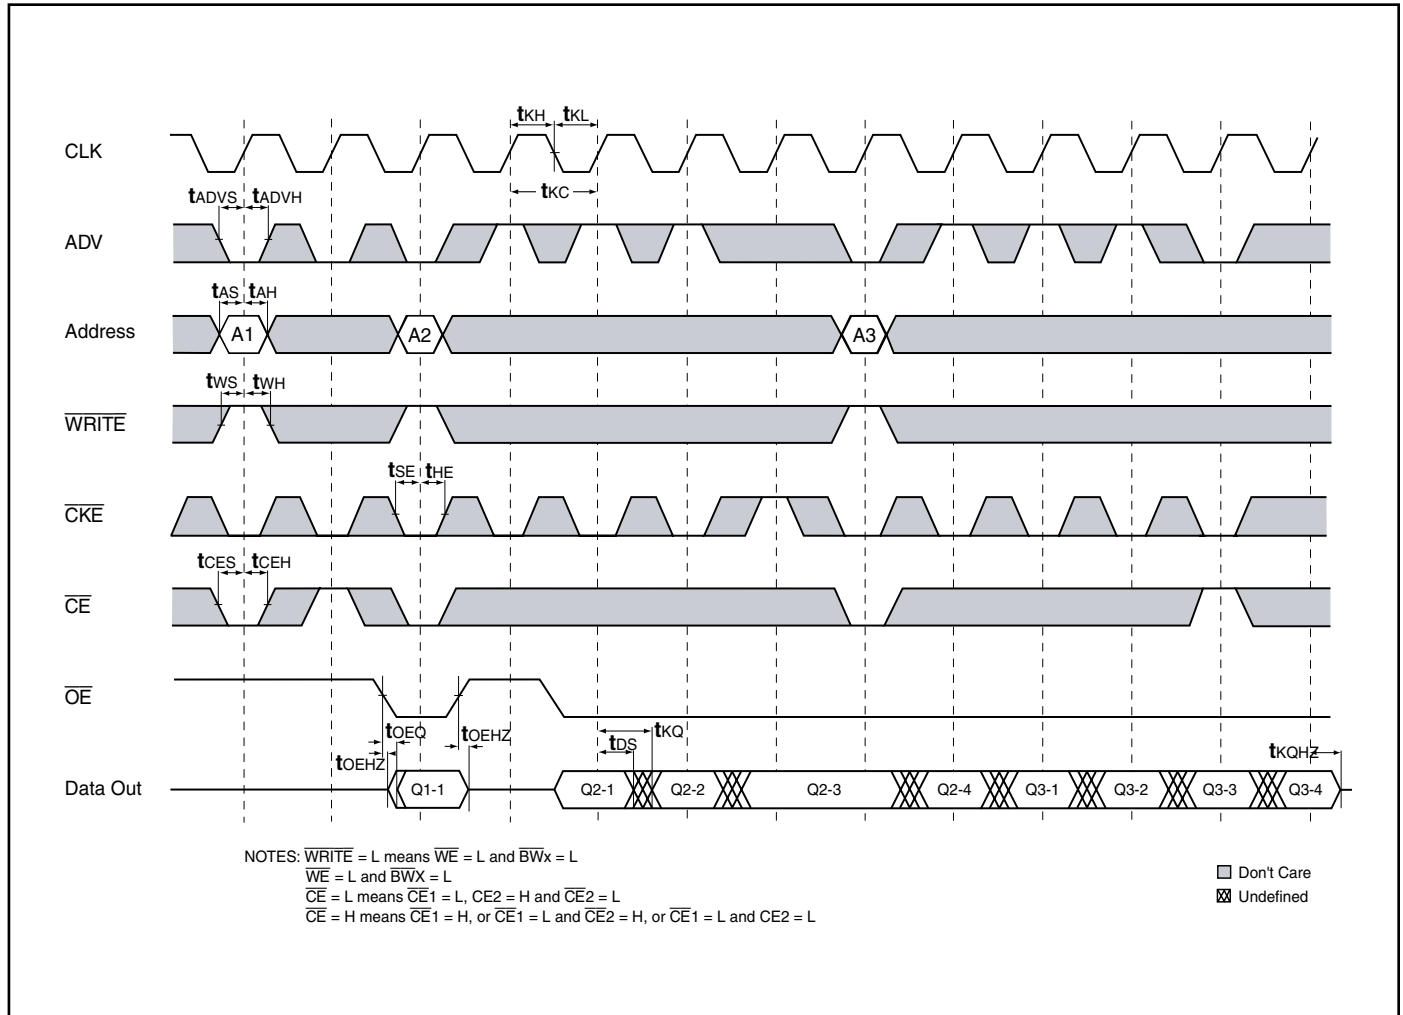 tKH tKL
CLK
tKC
tADVS tADVH
ADV
tAS tAH
Address A1 A2 A3
tWS tWH
WRITE
tSE tHE
CKE
tCES tCEH
CE
OE
tOEQ tOEHZ tKQ
tDS
tOEHZ tKQHZ
Data Out Q1-1 Q2-1 Q2-2 Q2-3 Q2-4 Q3-1 Q3-2 Q3-3 Q3-4
NOTES: WRITE = L means WE = L and BWx = L
WE = L and BWX = L
CE = L means CE1 = L, CE2 = H and CE2 = L
CE = H means CE1 = H, or CE1 = L and CE2 = H, or CE1 = L and CE2 = L
Don't Care
Undefined